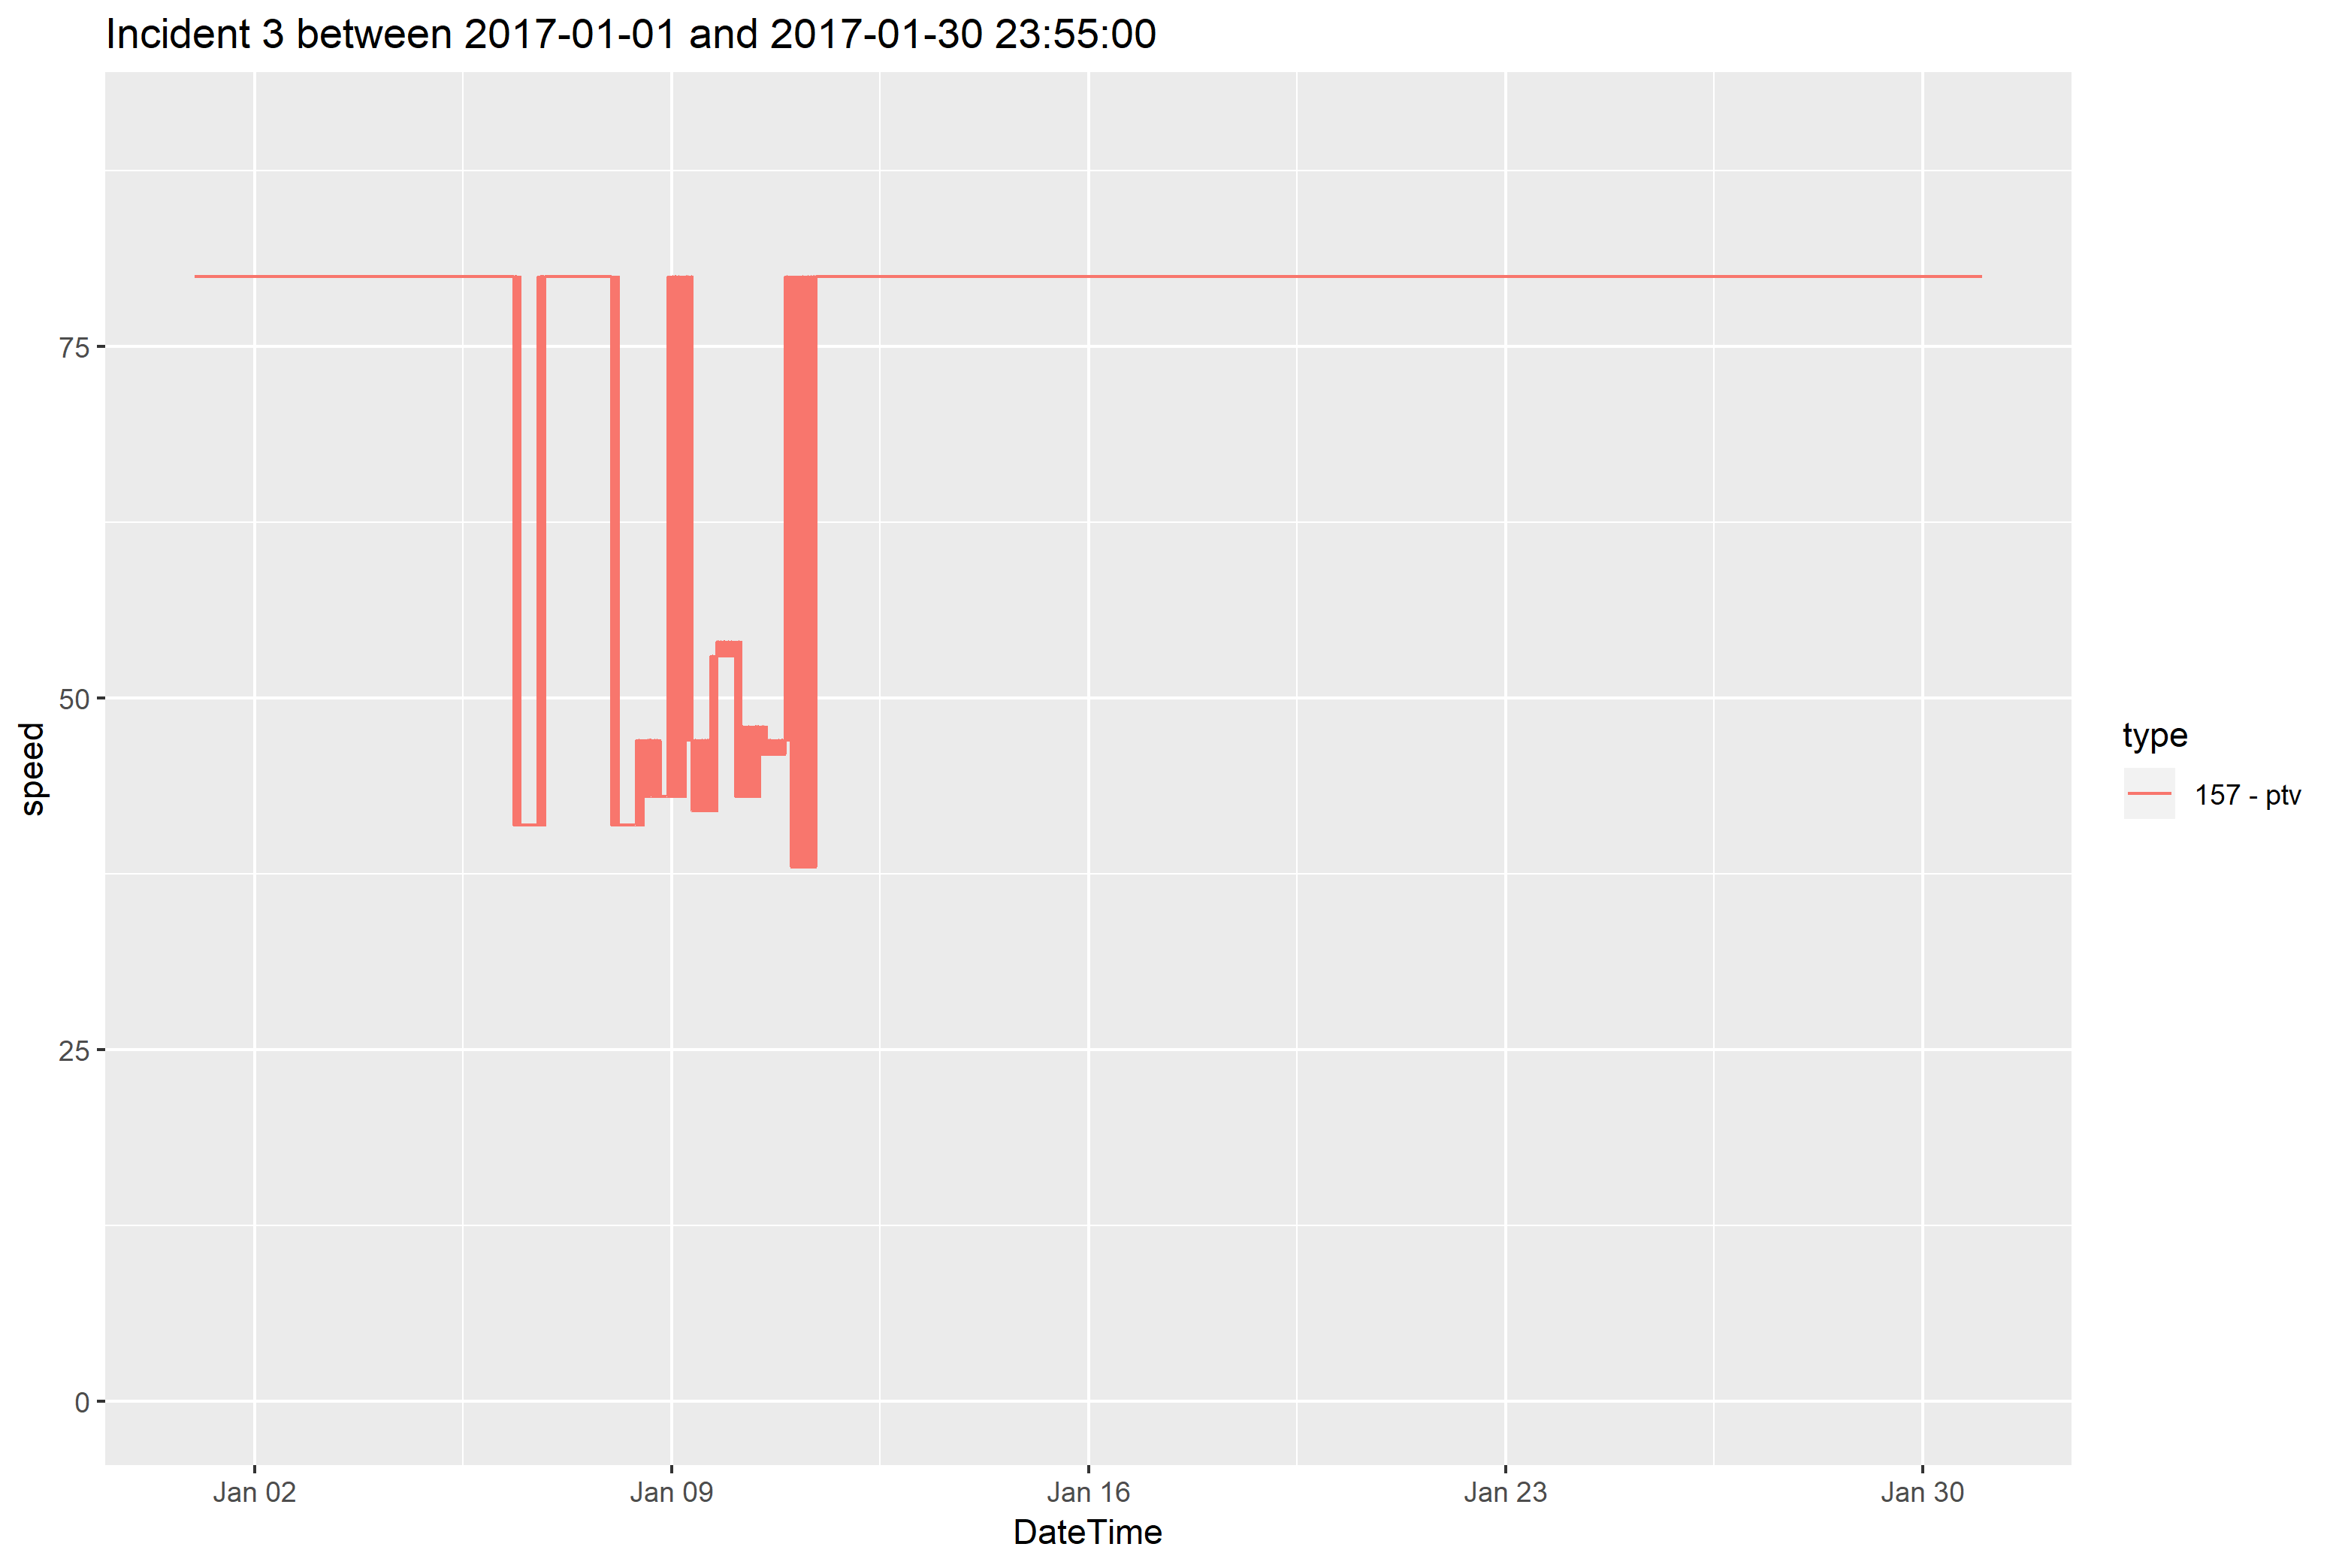 Incident 3 between 2017-01-01 and 2017-01-30 23:55:00
75
50
25
0
speed
Jan 02
Jan 09
Jan 16
Jan 23
Jan 30
DateTime
type
157 - ptv